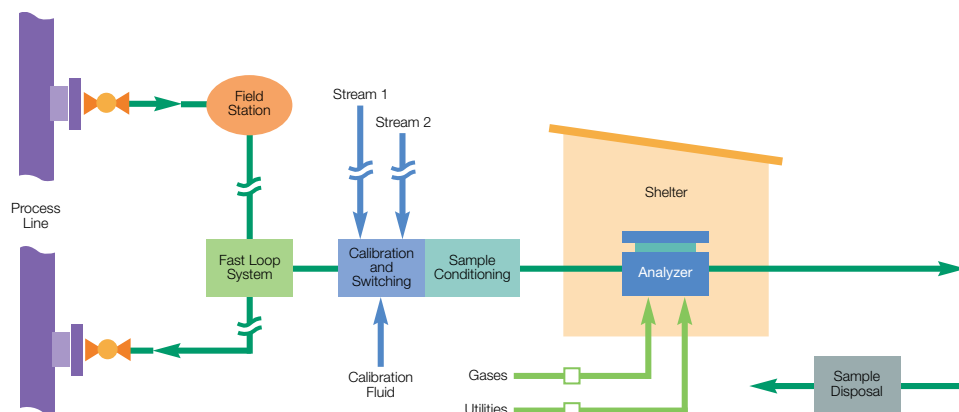 Field
Station
Stream 1
Stream 2
Process
Line
Shelter
Fast Loop
System
Calibration
and
Switching
Sample
Conditioning
Analyzer
Calibration
Fluid
Gases
Utilities
Sample
Disposal